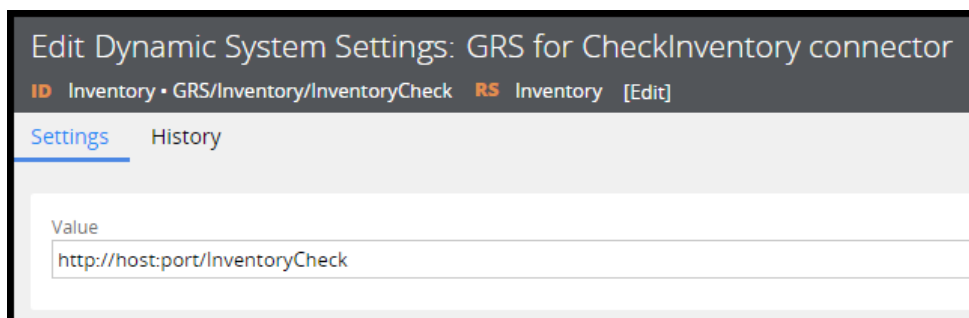 Edit Dynamic System Settings: GRS for CheckInventory connector
ID Inventory • GRS/Inventory/InventoryCheck RS Inventory [Edit]
Settings History
Value
http://host:port/InventoryCheck